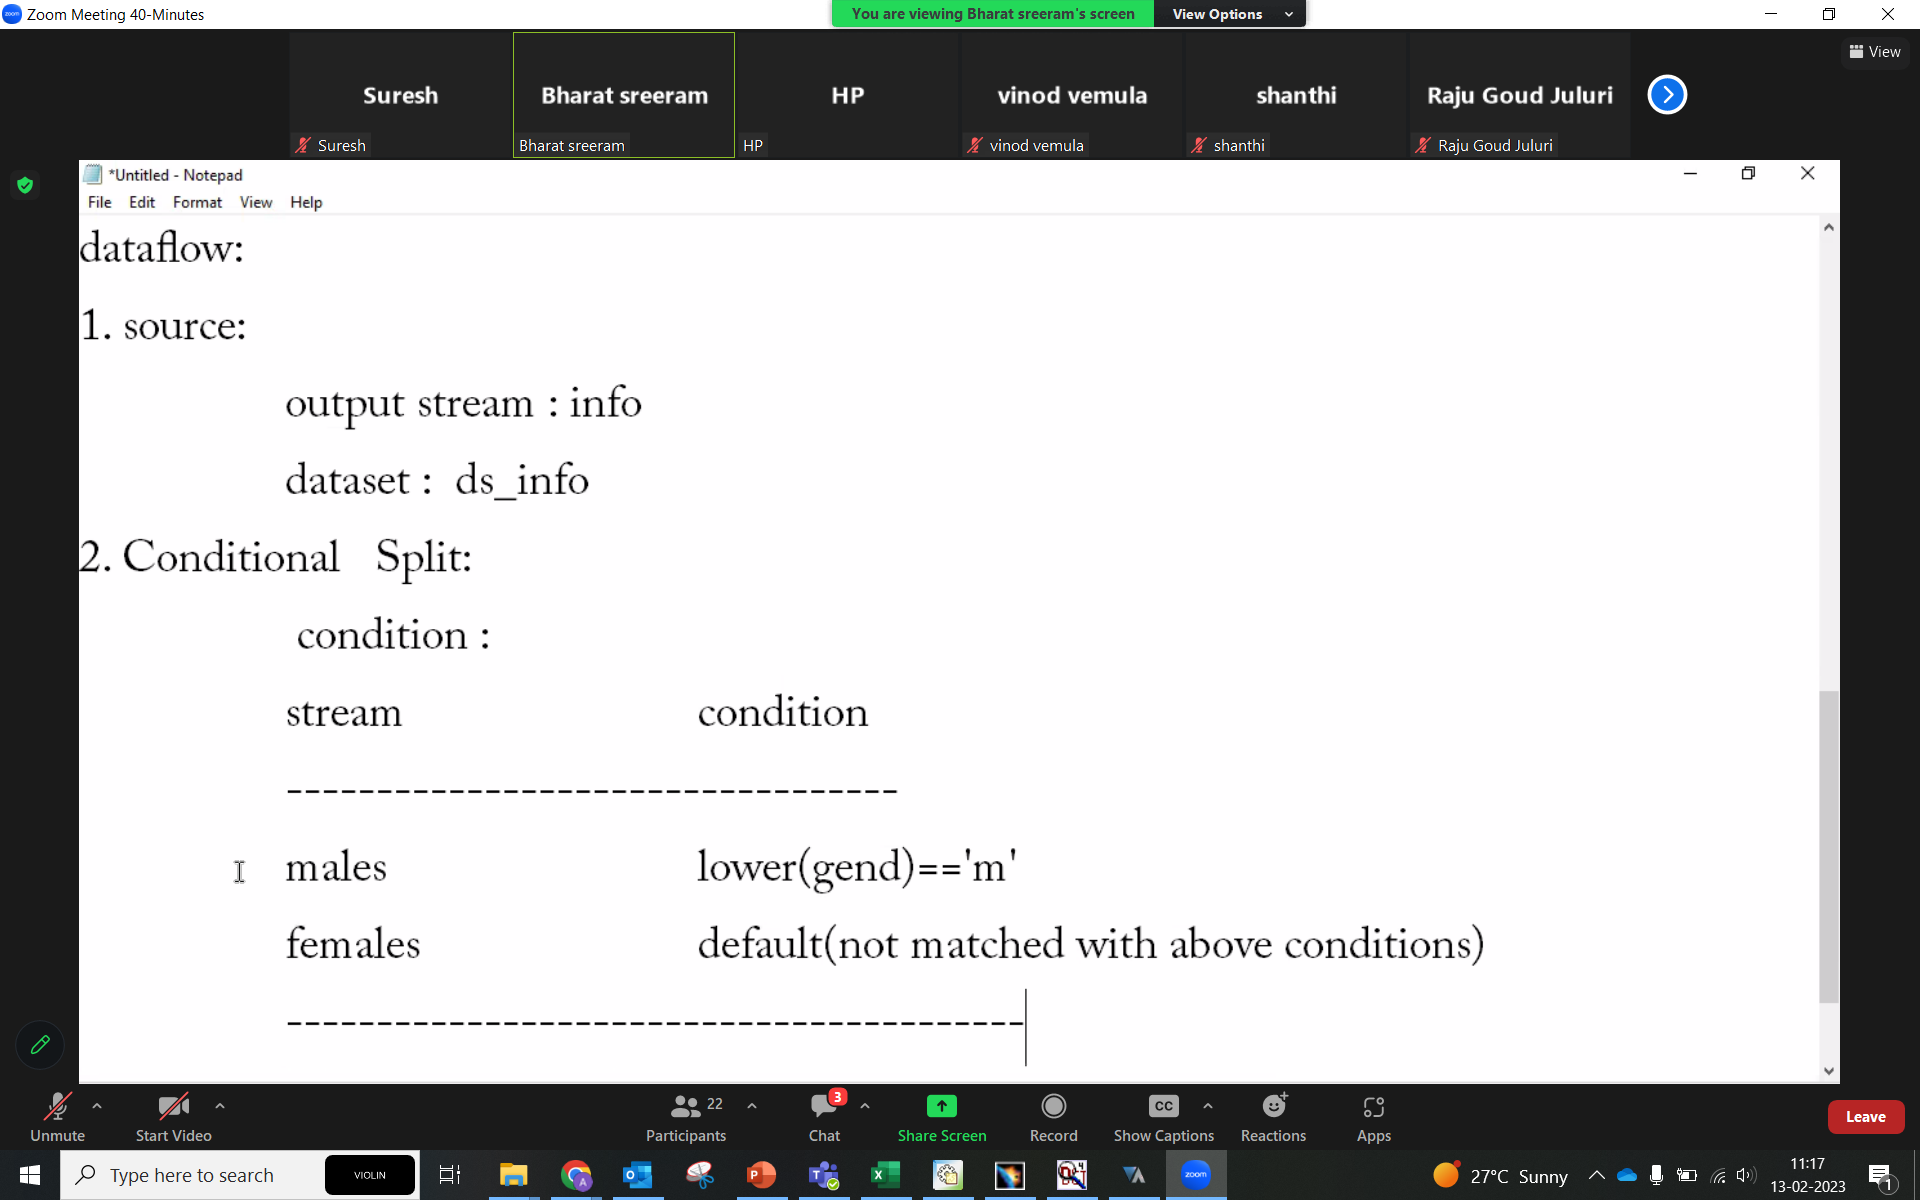 Zoom Meeting 40-Minutes
You are viewing Bharat sreeram's screen View Options
View
Suresh Bharat sreeram HP vinod vemula shanthi Raju Goud Juluri
Suresh Bharat sreeram HP vinod vemula shanthi Raju Goud Juluri
*Untitled - Notepad
File Edit Format View Help
dataflow:
1. source:
output stream : info
dataset : ds_info
2. Conditional Split:
condition :
stream condition
----------------------------------
males lower(gend)=='m'
females default(not matched with above conditions)
-----------------------------------------
22 3 CC
Unmute Start Video Participants Chat Share Screen Record Show Captions Reactions Apps Leave
Type here to search VIOLIN zoom 27°C Sunny 11:17
13-02-2023 1